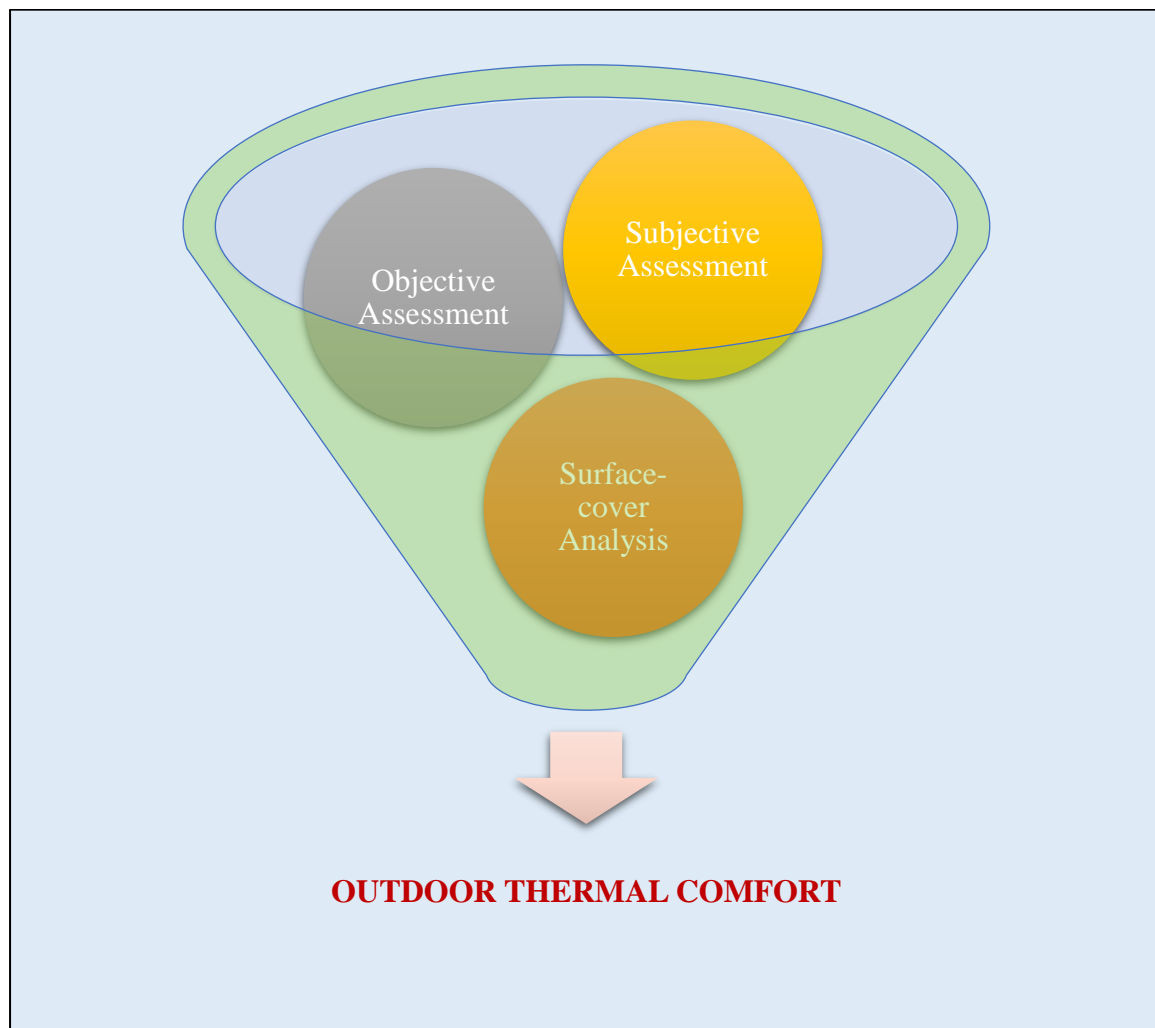 Subjective
Assessment
Objective
Assessment
Surface-
cover
Analysis
OUTDOOR THERMAL COMFORT